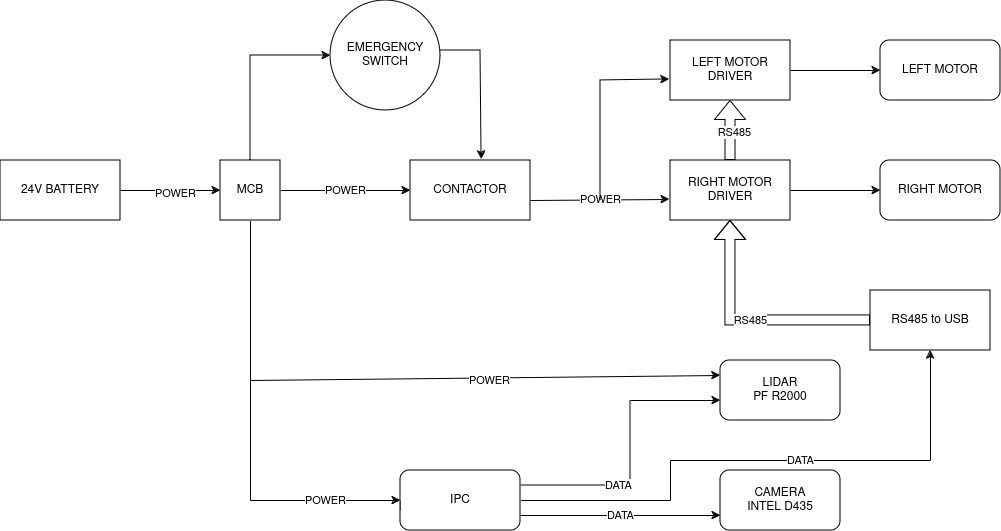 EMERGENCY
SWITCH
LEFT MOTOR
DRIVER
LEFT MOTOR
RS485
24V BATTERY
POWER
MCB
POWER
CONTACTOR
POWER
RIGHT MOTOR
DRIVER
RIGHT MOTOR
RS485
RS485 to USB
POWER
LIDAR
PF R2000
DATA
POWER
IPC
DATA
DATA
CAMERA
INTEL D435